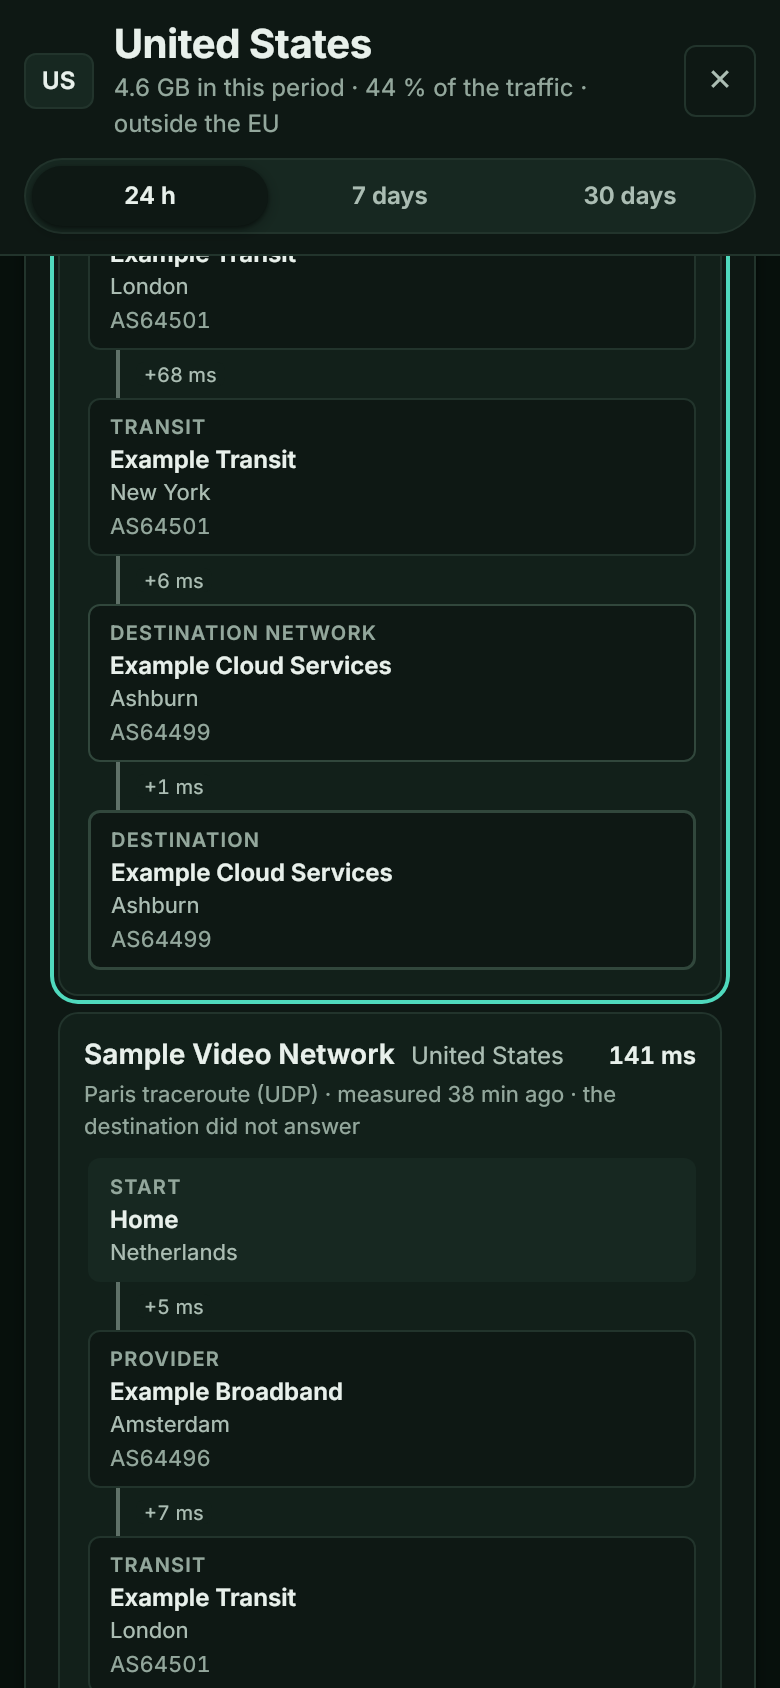 US
United States
4.6 GB in this period · 44 % of the traffic ·
outside the EU
✕
24 h
7 days
30 days
Example Transit
London
AS64501
+68 ms
TRANSIT
Example Transit
New York
AS64501
+6 ms
DESTINATION NETWORK
Example Cloud Services
Ashburn
AS64499
+1 ms
DESTINATION
Example Cloud Services
Ashburn
AS64499
Sample Video Network United States 141 ms
Paris traceroute (UDP) · measured 38 min ago · the
destination did not answer
START
Home
Netherlands
+5 ms
PROVIDER
Example Broadband
Amsterdam
AS64496
+7 ms
TRANSIT
Example Transit
London
AS64501